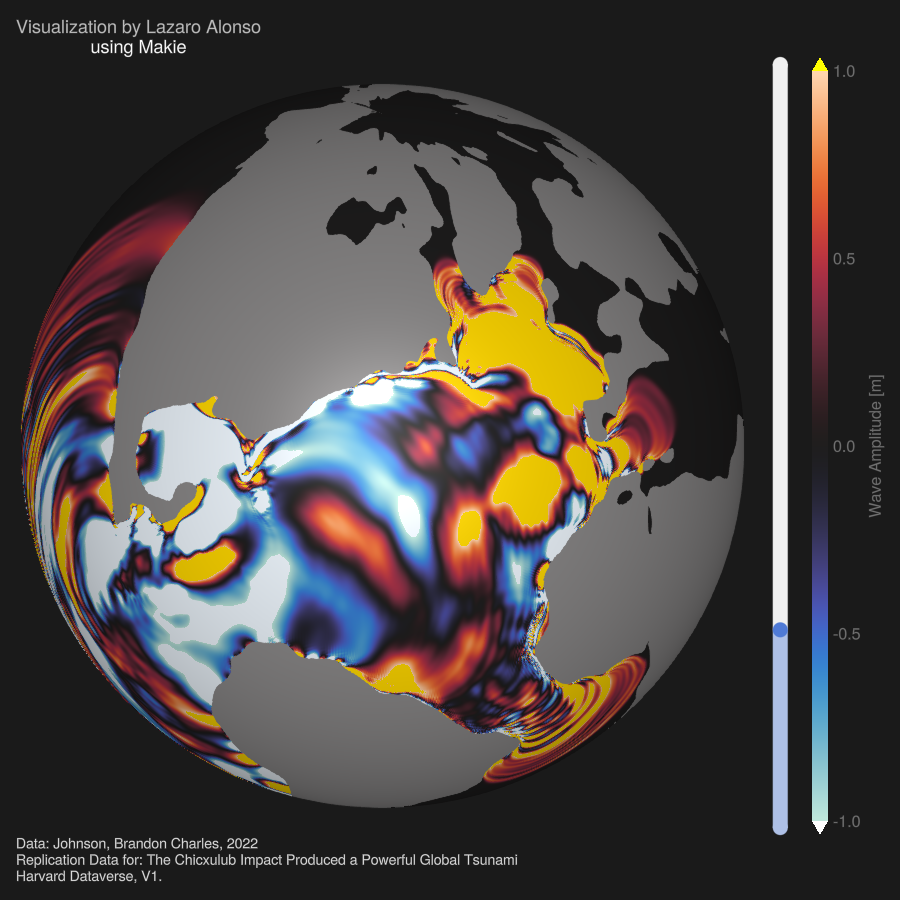 Visualization by Lazaro Alonso
using Makie
1.0
0.5
0.0
-0.5
-1.0
Wave Amplitude [m]
Data: Johnson, Brandon Charles, 2022
Replication Data for: The Chicxulub Impact Produced a Powerful Global Tsunami
Harvard Dataverse, V1.